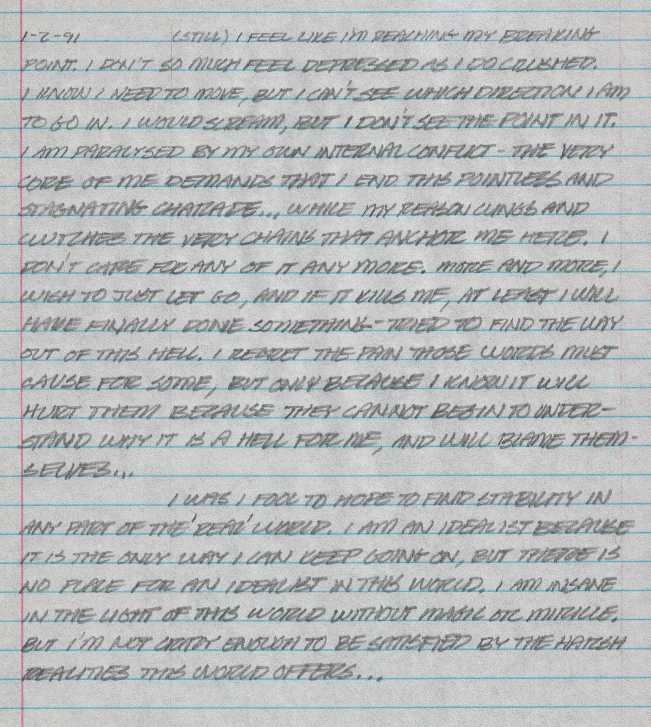 1-2-91 (STILL) I FEEL LIKE I'M REACHING MY BREAKING
POINT. I DON'T SO MUCH FEEL DEPRESSED AS I DO CRUSHED.
I KNOW I NEED TO MOVE, BUT I CAN'T SEE WHICH DIRECTION I AM
TO GO IN. I WOULD SCREAM, BUT I DON'T SEE THE POINT IN IT.
I AM PARALYSED BY MY OWN INTERNAL CONFLICT - THE VERY
CORE OF ME DEMANDS THAT I END THIS POINTLESS AND
STAGNATING CHARADE... WHILE MY REASON CLINGS AND
CLUTCHES THE VERY CHAINS THAT ANCHOR ME HERE. I
DON'T CARE FOR ANY OF IT ANY MORE. MORE AND MORE, I
WISH TO JUST LET GO, AND IF IT KILLS ME, AT LEAST I WILL
HAVE FINALLY DONE SOMETHING - TRIED TO FIND THE WAY
OUT OF THIS HELL. I REGRET THE PAIN THOSE WORDS MUST
CAUSE FOR SOME, BUT ONLY BECAUSE I KNOW IT WILL
HURT THEM BECAUSE THEY CANNOT BEGIN TO UNDER-
STAND WHY IT IS A HELL FOR ME, AND WILL BLAME THEM-
SELVES...
I WAS I FOOL TO HOPE TO FIND STABILITY IN
ANY PART OF THE 'REAL' WORLD. I AM AN IDEALIST BECAUSE
IT IS THE ONLY WAY I CAN KEEP GOING ON, BUT THERE IS
NO PLACE FOR AN IDEALIST IN THIS WORLD. I AM INSANE
IN THE LIGHT OF THIS WORLD WITHOUT MAGIC OR MIRACLE.
BUT I'M NOT CRAZY ENOUGH TO BE SATISFIED BY THE HARSH
REALITIES THIS WORLD OFFERS...